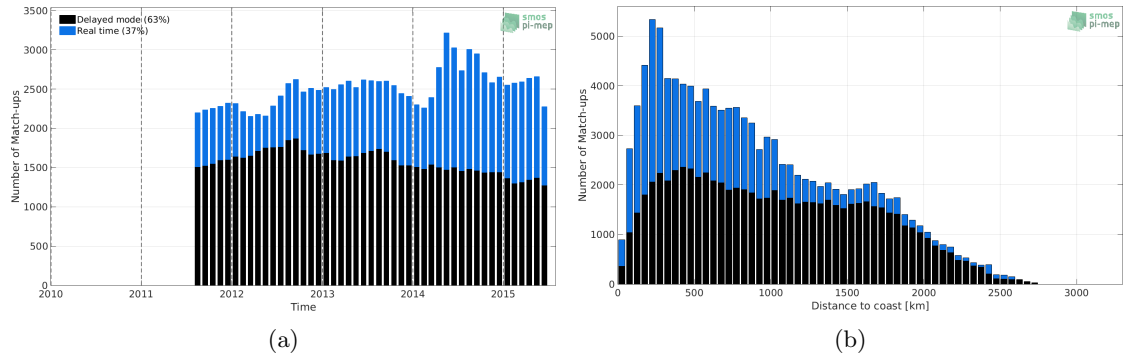 Delayed mode (63%)
Real time (37%)
smos
pi-mep
3500
3000
2500
2000
1500
1000
500
0
Number of Match-ups
2010 2011 2012 2013 2014 2015
Time
(a)
smos
pi-mep
5000
4000
3000
2000
1000
0
Number of Match-ups
0 500 1000 1500 2000 2500 3000
Distance to coast [km]
(b)